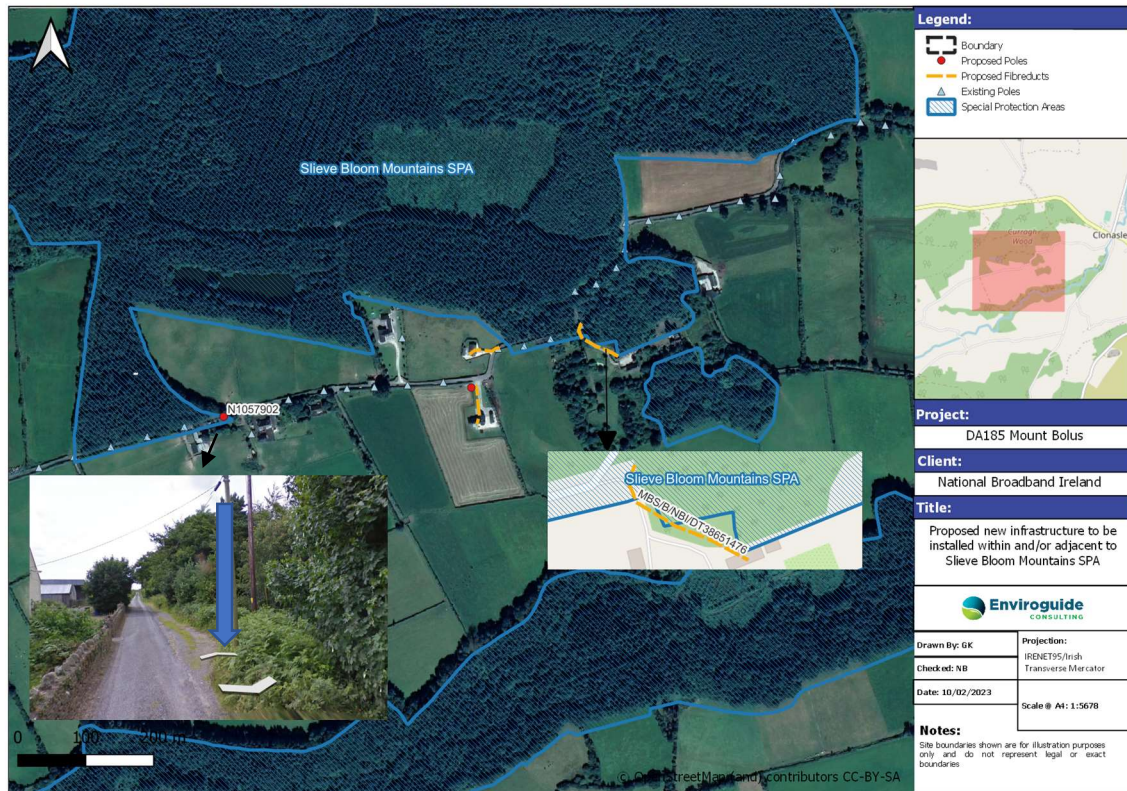 Slieve Bloom Mountains SPA
N1057902
Slieve Bloom Mountains SPA
MBS/B/NBI/DT38651476
0 100 200 m
contributors CC-BY-SA
Legend:
Boundary
Proposed Poles
Proposed Fibreducts
Existing Poles
Special Protection Areas
Curragh
Wood
Clonasle
Project:
DA185 Mount Bolus
Client:
National Broadband Ireland
Title:
Proposed new infrastructure to be
installed within and/or adjacent to
Slieve Bloom Mountains SPA
Enviroguide
CONSULTING
Drawn By: GK
Projection:
IRENET95/Irish
Transverse Mercator
Checked: NB
Date: 10/02/2023
Scale @ A4: 1:5678
Notes:
Site boundaries shown are for illustration purposes
only and do not represent legal or exact
boundaries